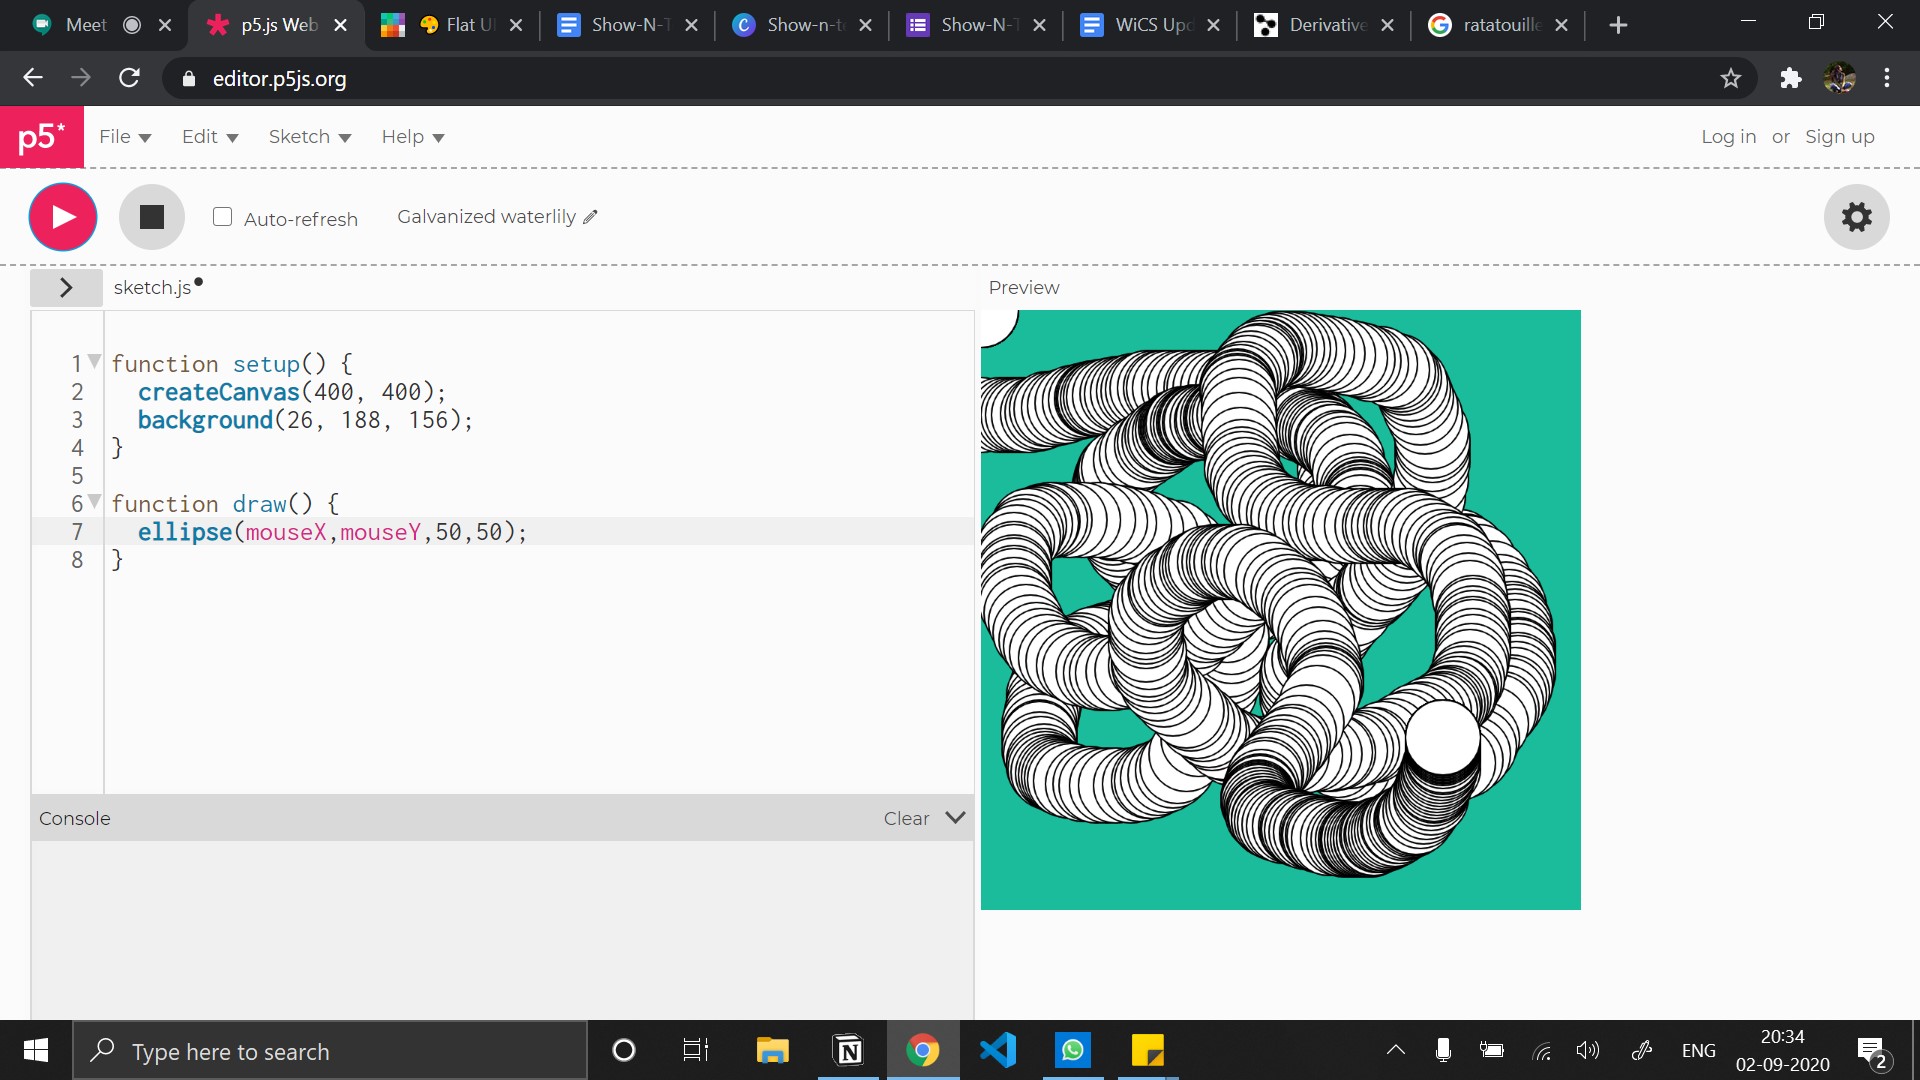 Meet
p5.js Web
Flat UI
Show-N-T
Show-n-te
Show-N-T
WiCS Upd
Derivative
ratatouille
editor.p5js.org
p5*
File Edit Sketch Help
Log in or Sign up
Auto-refresh
Galvanized waterlily
sketch.js
Preview
1 function setup() {
2 createCanvas(400, 400);
3 background(26, 188, 156);
4 }
5
6 function draw() {
7 ellipse(mouseX,mouseY,50,50);
8 }
Console
Clear
Type here to search
ENG
20:34
02-09-2020
2